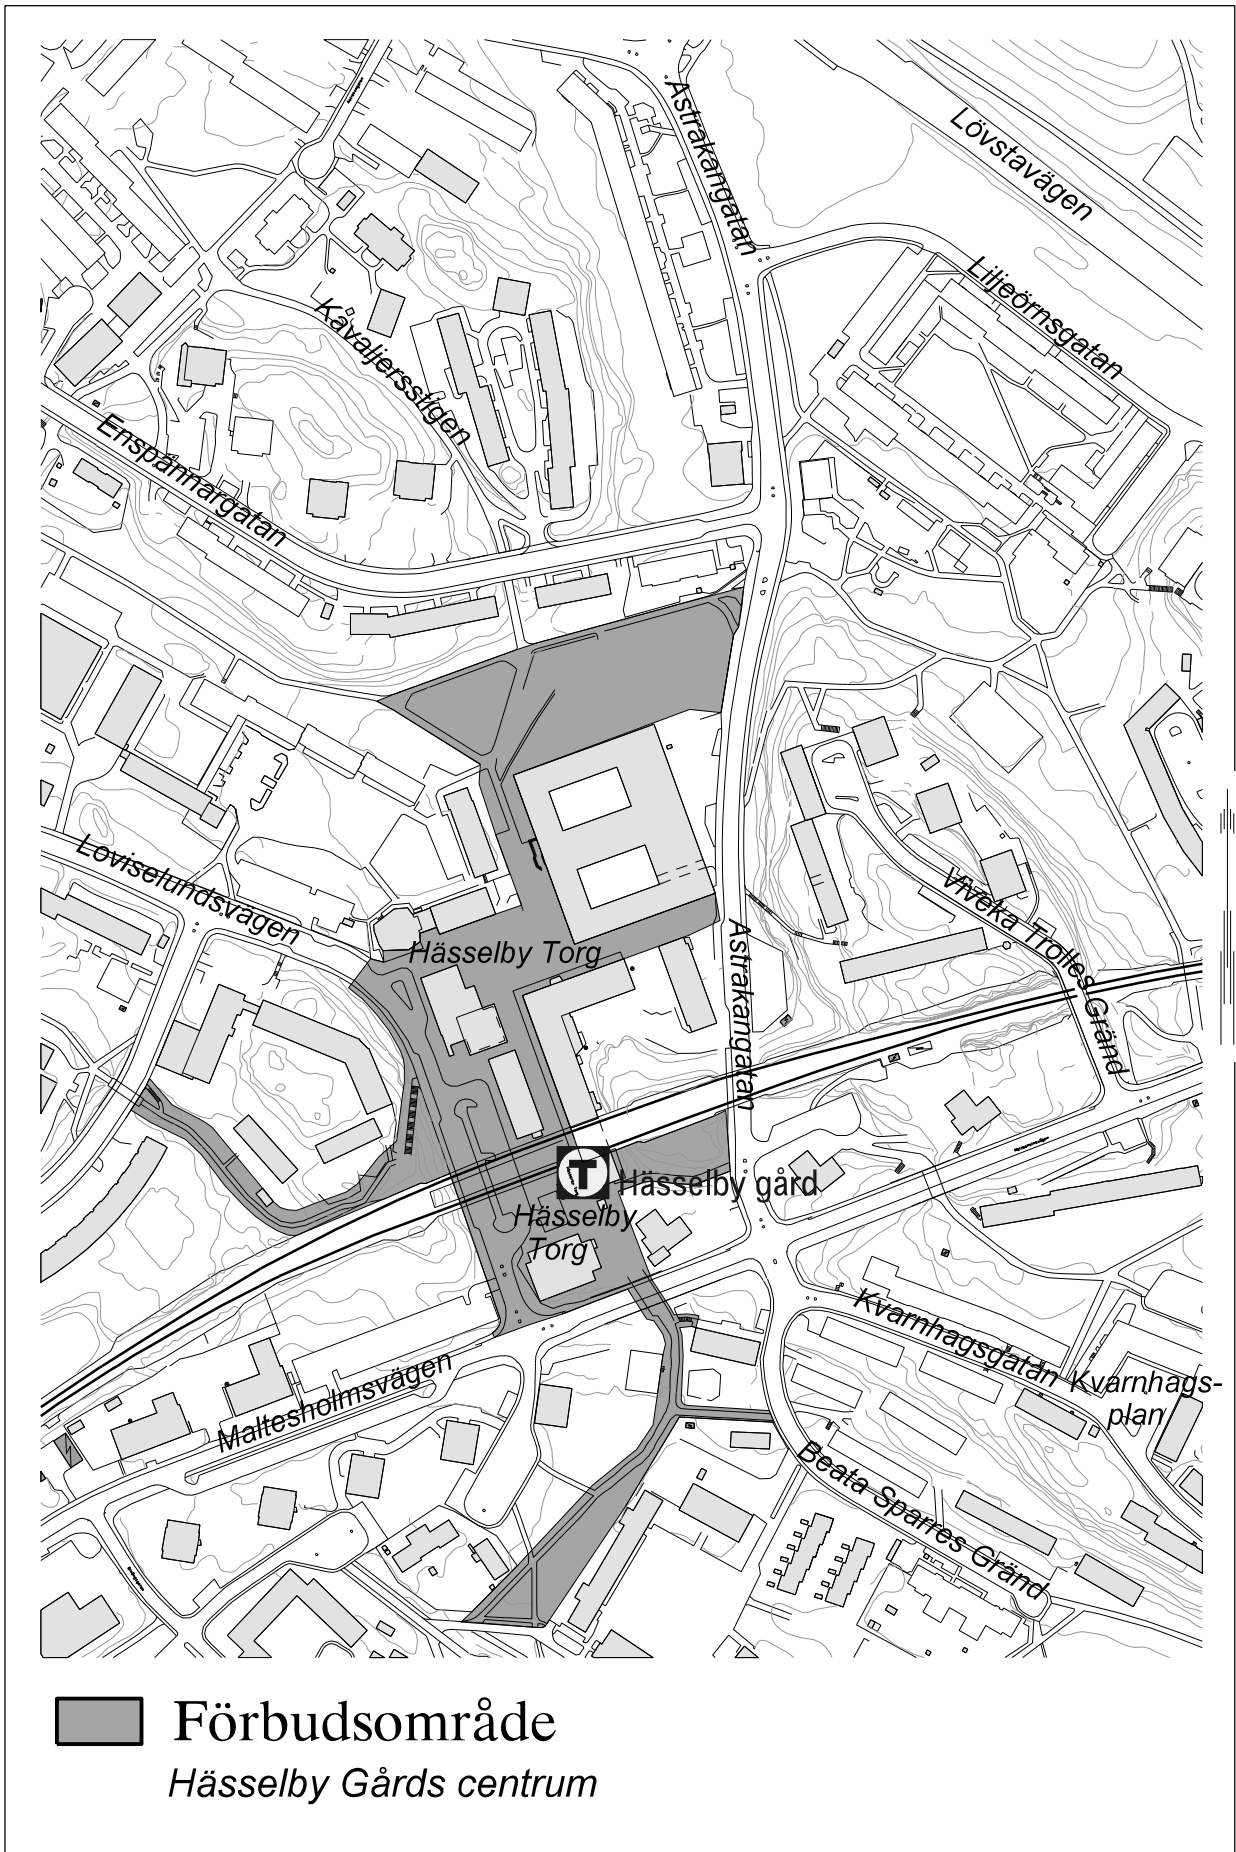 Astrakangatan
Lövstavägen
Liljeörnsgatan
Kavaljersstigen
Enspännargatan
Loviselundsvägen
Hässelby Torg
Viveka Trolles Gränd
Astrakangatan
T
Hässelby gård
Hässelby
Torg
Kvarnhagsgatan
Kvarnhags-
plan
Maltesholmsvägen
Beata Sparres Gränd
Förbudsområde
Hässelby Gårds centrum